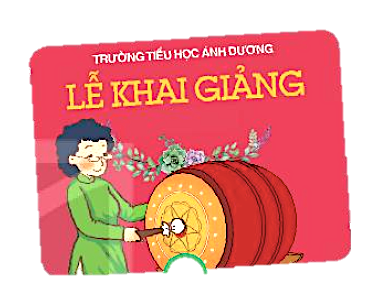 TRƯỜNG TIỂU HỌC ÁNH DƯƠNG
LỄ KHAI GIẢNG